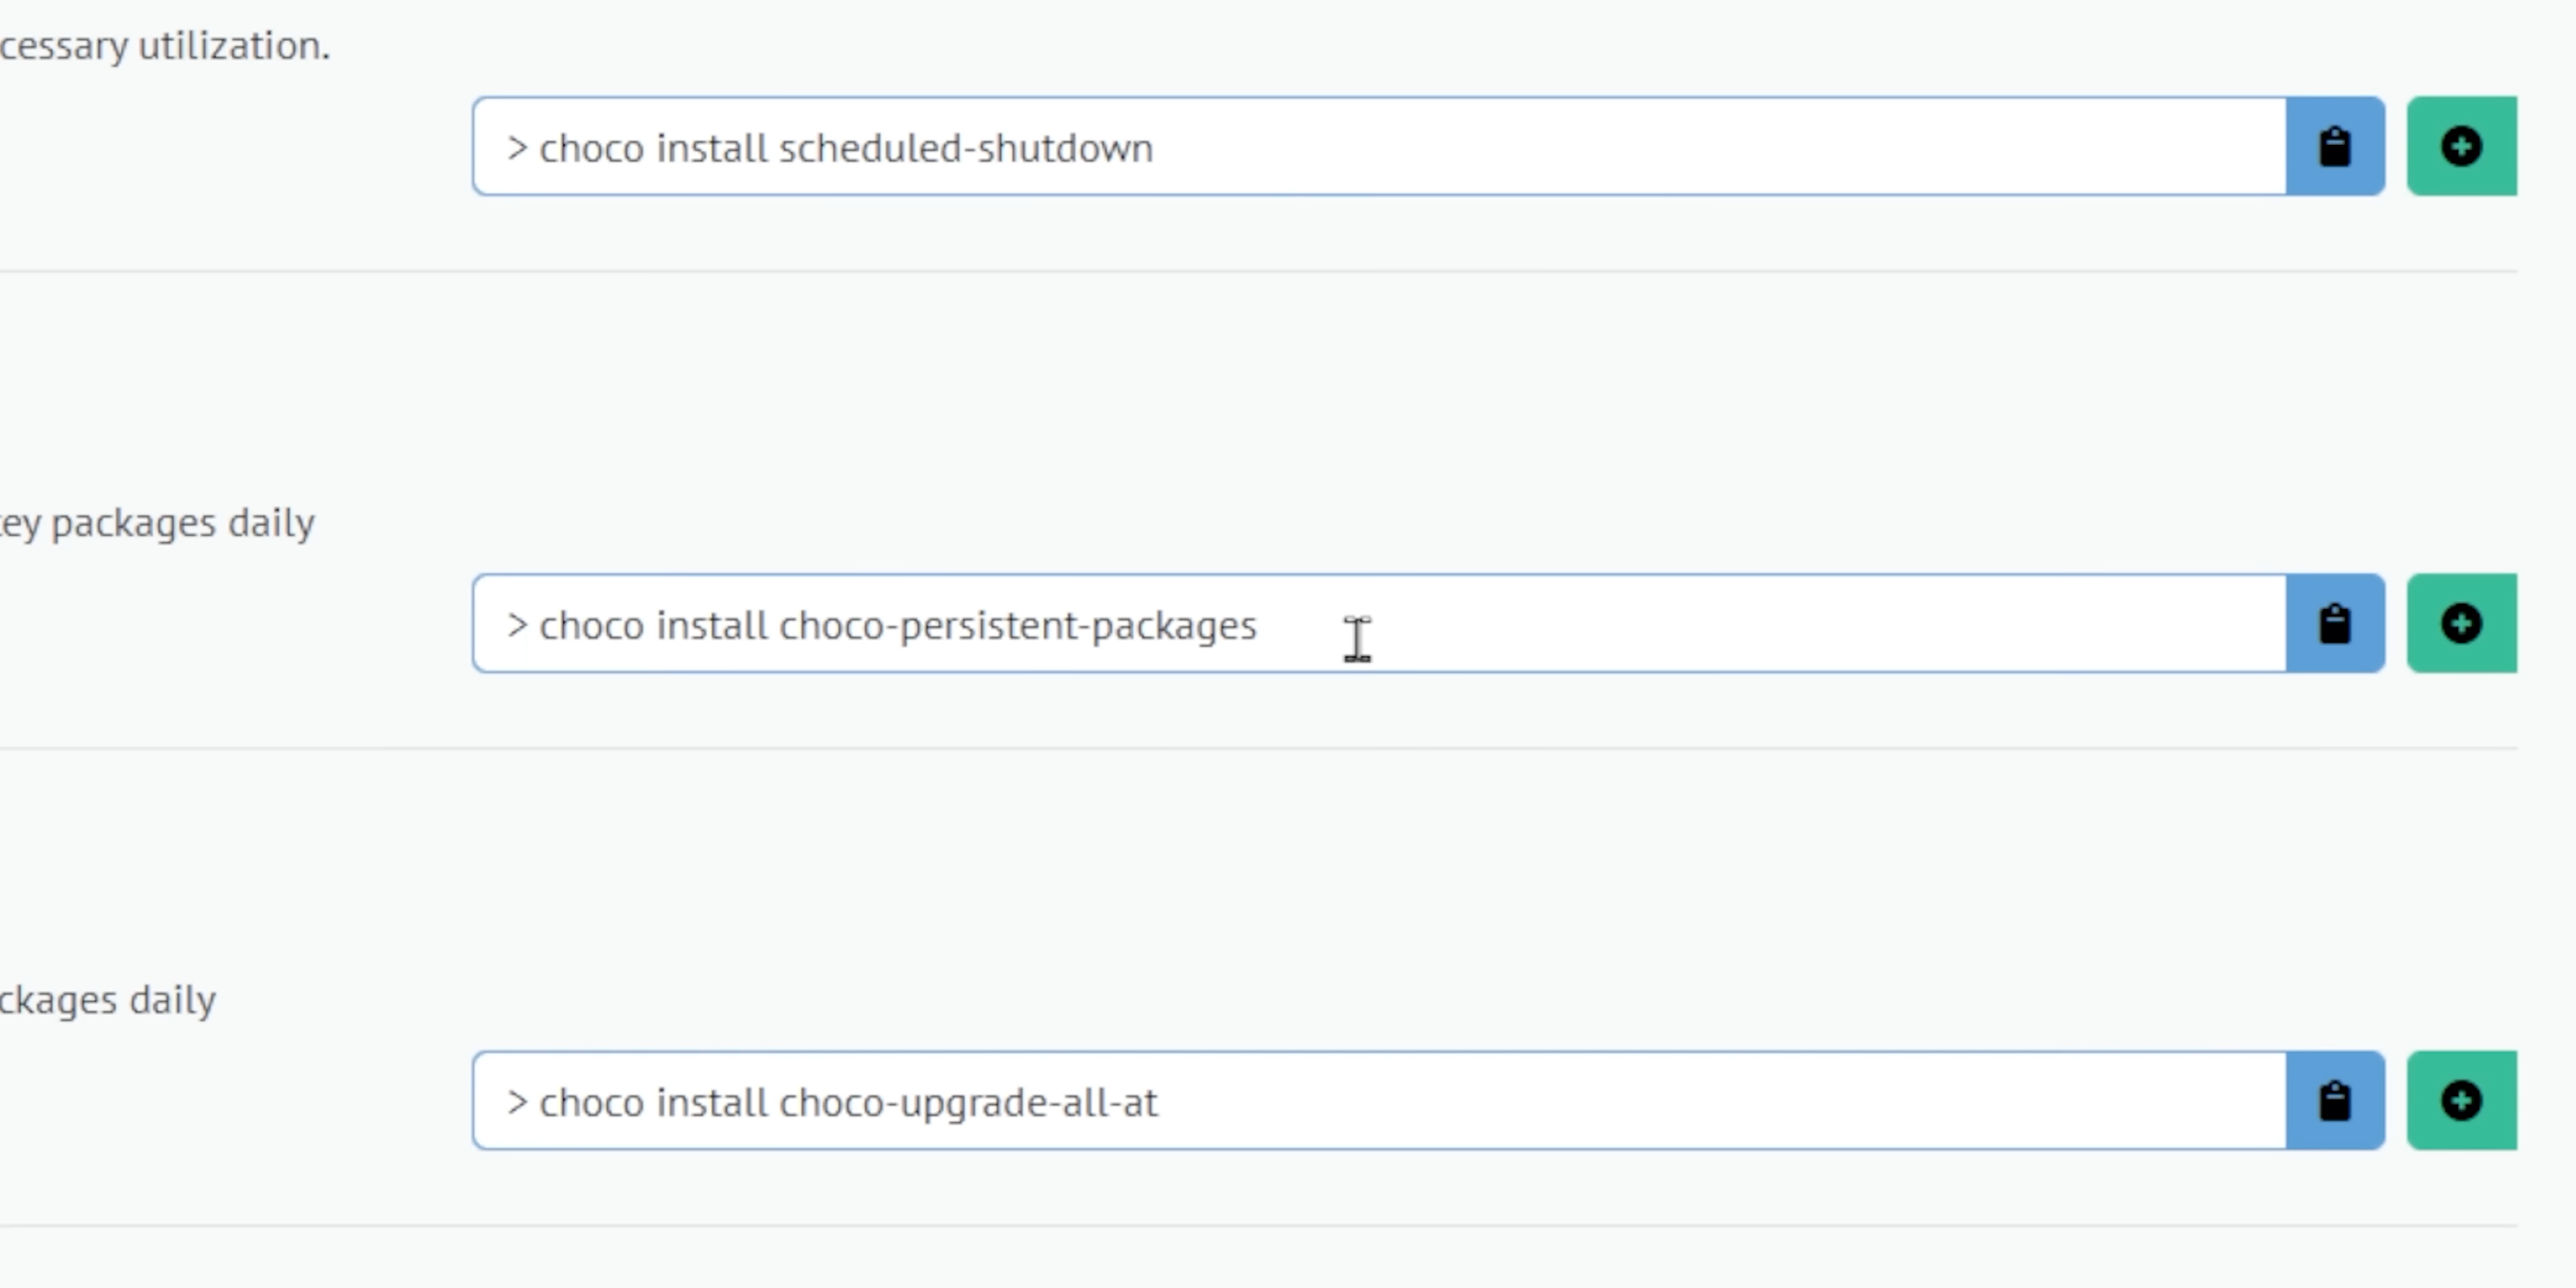 cessary utilization.
> choco install scheduled-shutdown
ey packages daily
> choco install choco-persistent-packages
ckages daily
> choco install choco-upgrade-all-at